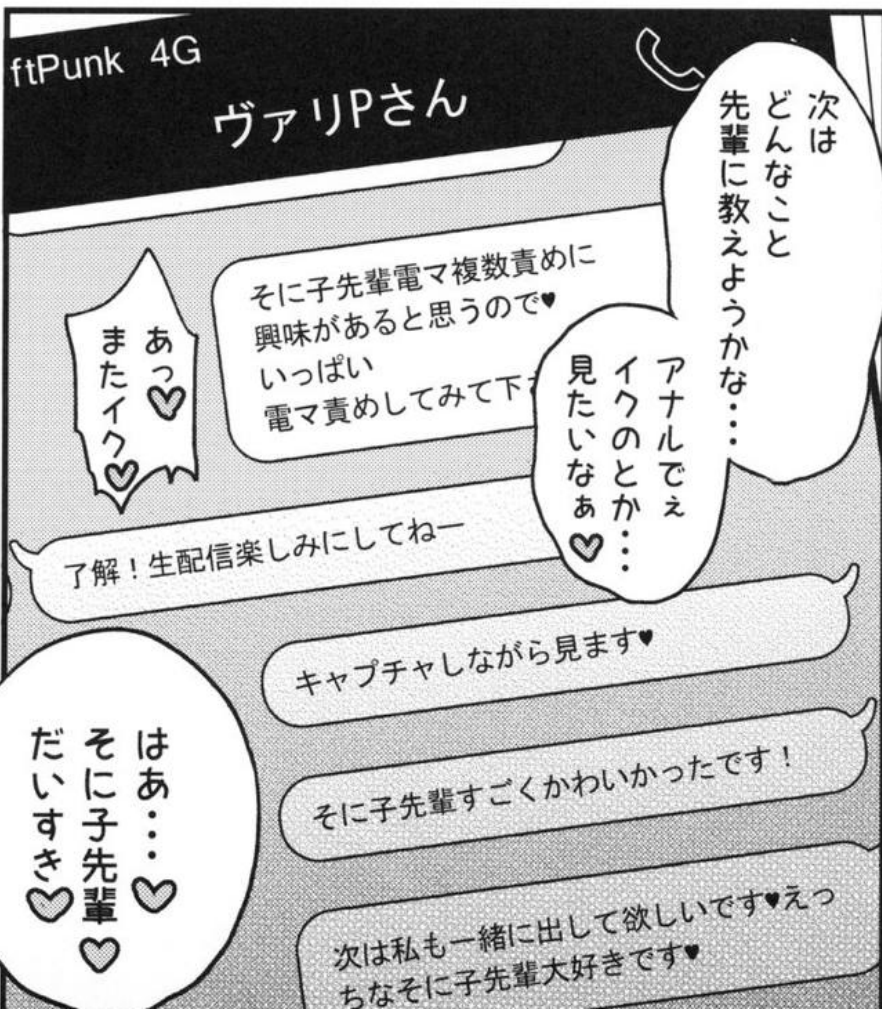 ftPunk 4G
ヴァリPさん
次は
どんなこと
先輩に教えようかな…
アナルでぇ
イクのとか…
見たいなぁ♥
そに子先輩電マ複数責めに
興味があると思うので♥
いっぱい
電マ責めしてみて下
あっ♥
またイク♥
了解！生配信楽しみにしてねー
キャプチャしながら見ます♥
そに子先輩すごくかわいかったです！
はあ…♥
そに子先輩♥
だいすき♥
次は私も一緒に出して欲しいです♥えっ
ちなそに子先輩大好きです♥